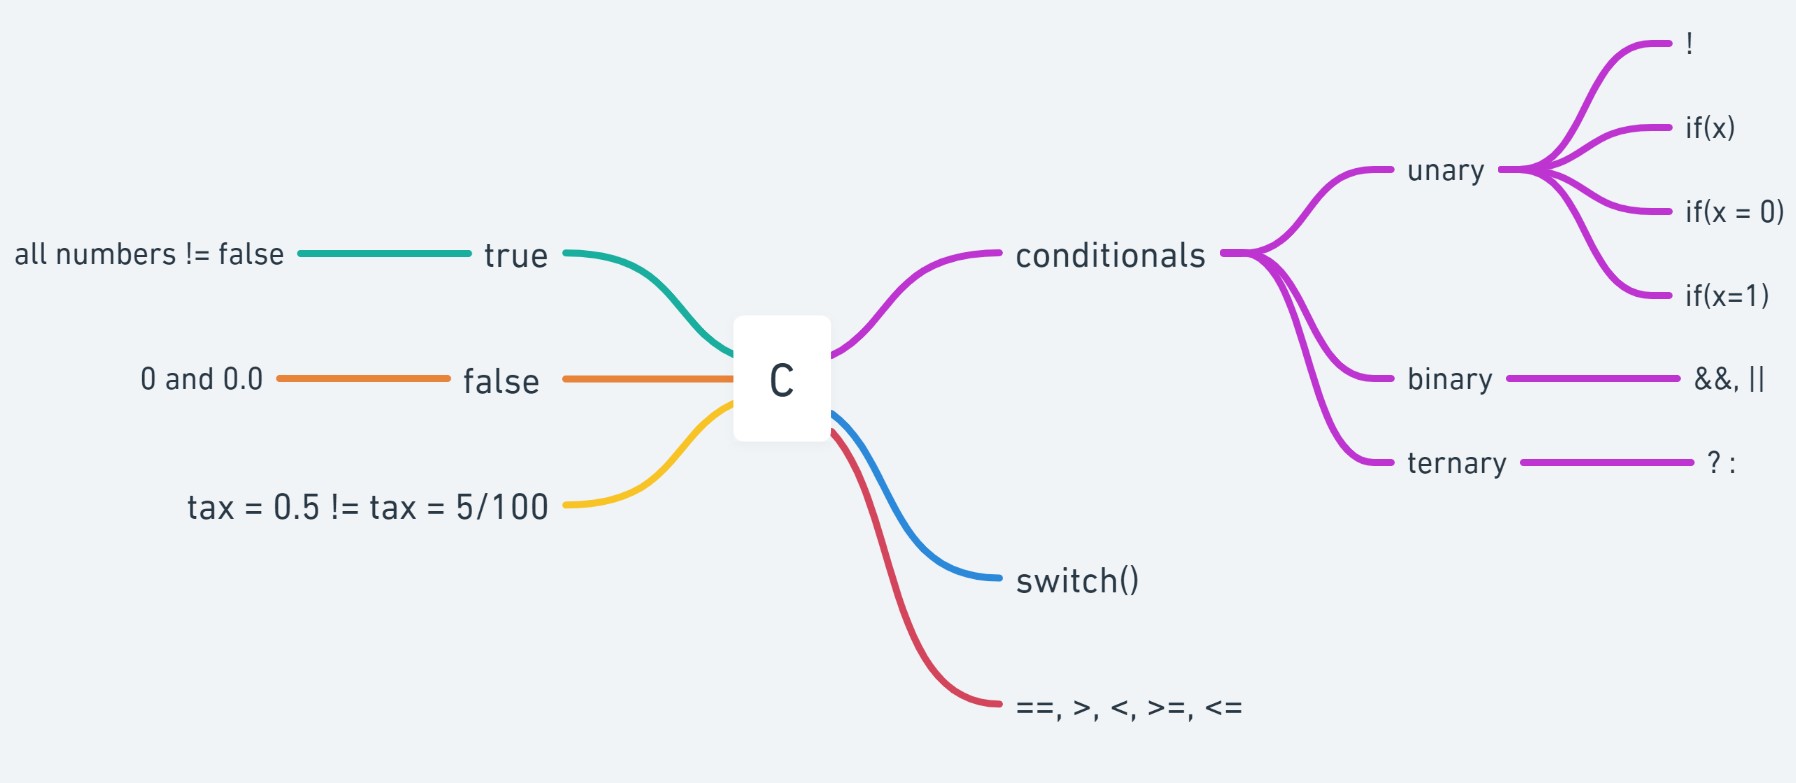 C
true
all numbers != false
false
0 and 0.0
tax = 0.5 != tax = 5/100
conditionals
unary
!
if(x)
if(x = 0)
if(x=1)
binary
&&, ||
ternary
? :
switch()
==, >, <, >=, <=